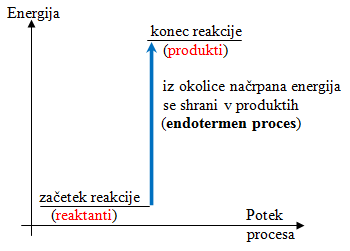 Energija
konec reakcije
(produkti)
iz okolice načrpana energija
se shrani v produktih
(endotermen proces)
začetek reakcije
(reaktanti)
Potek
procesa